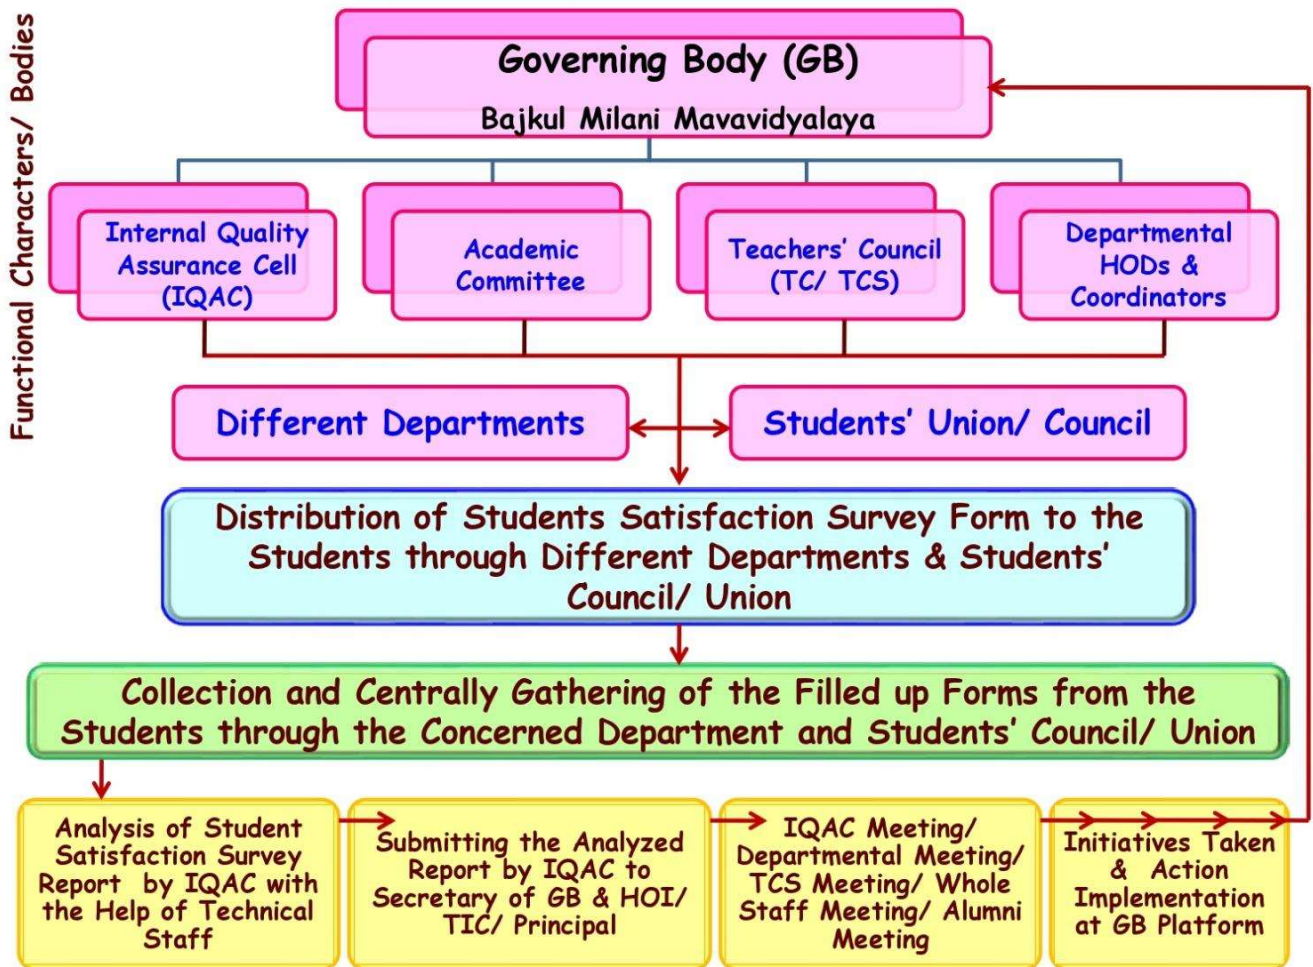 Functional Characters/ Bodies
Governing Body (GB)
Bajkul Milani Mavavidyalaya
Internal Quality
Assurance Cell
(IQAC)
Academic
Committee
Teachers' Council
(TC/ TCS)
Departmental
HODs &
Coordinators
Different Departments
Students' Union/ Council
Distribution of Students Satisfaction Survey Form to the
Students through Different Departments & Students'
Council/ Union
Collection and Centrally Gathering of the Filled up Forms from the
Students through the Concerned Department and Students' Council/ Union
Analysis of Student
Satisfaction Survey
Report by IQAC with
the Help of Technical
Staff
Submitting the Analyzed
Report by IQAC to
Secretary of GB & HOI/
TIC/ Principal
IQAC Meeting/
Departmental Meeting/
TCS Meeting/ Whole
Staff Meeting/ Alumni
Meeting
Initiatives Taken
& Action
Implementation
at GB Platform